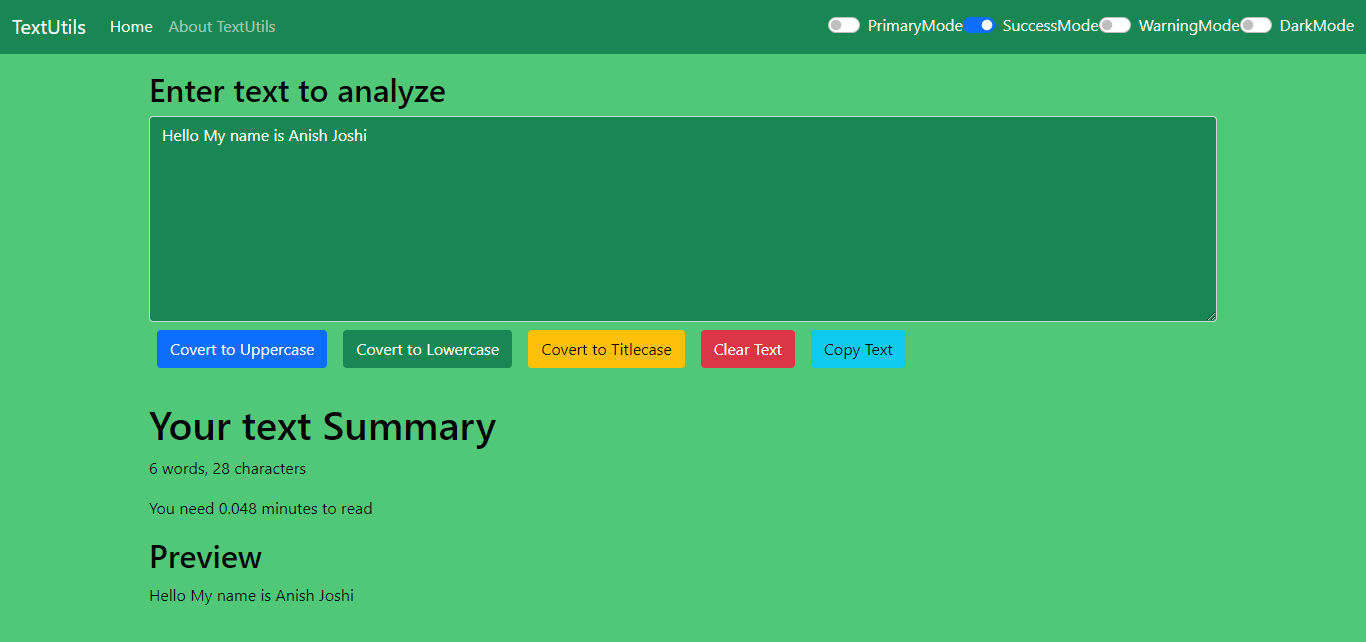 TextUtils Home About TextUtils PrimaryMode SuccessMode WarningMode DarkMode
Enter text to analyze
Hello My name is Anish Joshi
Covert to Uppercase Covert to Lowercase Covert to Titlecase Clear Text Copy Text
Your text Summary
6 words, 28 characters
You need 0.048 minutes to read
Preview
Hello My name is Anish Joshi